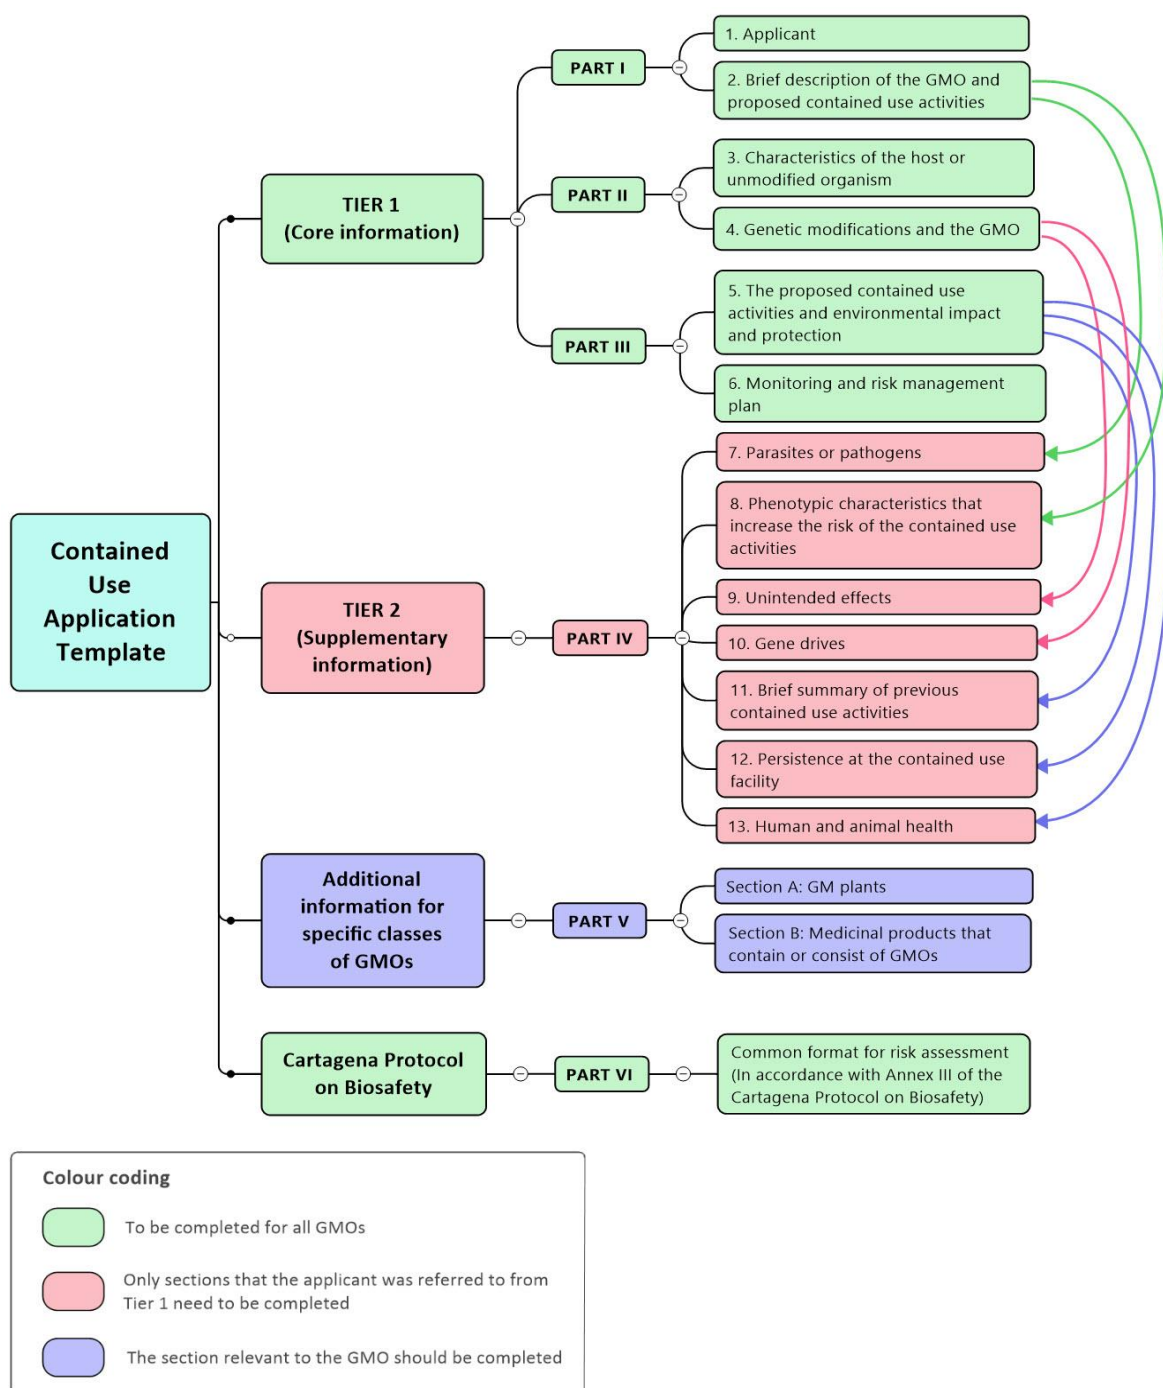 1. Applicant
PART I
2. Brief description of the GMO and
proposed contained use activities
3. Characteristics of the host or
unmodified organism
TIER 1
(Core information)
PART II
4. Genetic modifications and the GMO
5. The proposed contained use
activities and environmental impact
and protection
PART III
6. Monitoring and risk management
plan
7. Parasites or pathogens
8. Phenotypic characteristics that
increase the risk of the contained use
activities
Contained
Use
Application
Template
9. Unintended effects
TIER 2
(Supplementary
information)
PART IV
10. Gene drives
11. Brief summary of previous
contained use activities
12. Persistence at the contained use
facility
13. Human and animal health
Additional
information for
specific classes
of GMOs
PART V
Section A: GM plants
Section B: Medicinal products that
contain or consist of GMOs
Cartagena Protocol
on Biosafety
PART VI
Common format for risk assessment
(In accordance with Annex III of the
Cartagena Protocol on Biosafety)
Colour coding
To be completed for all GMOs
Only sections that the applicant was referred to from
Tier 1 need to be completed
The section relevant to the GMO should be completed